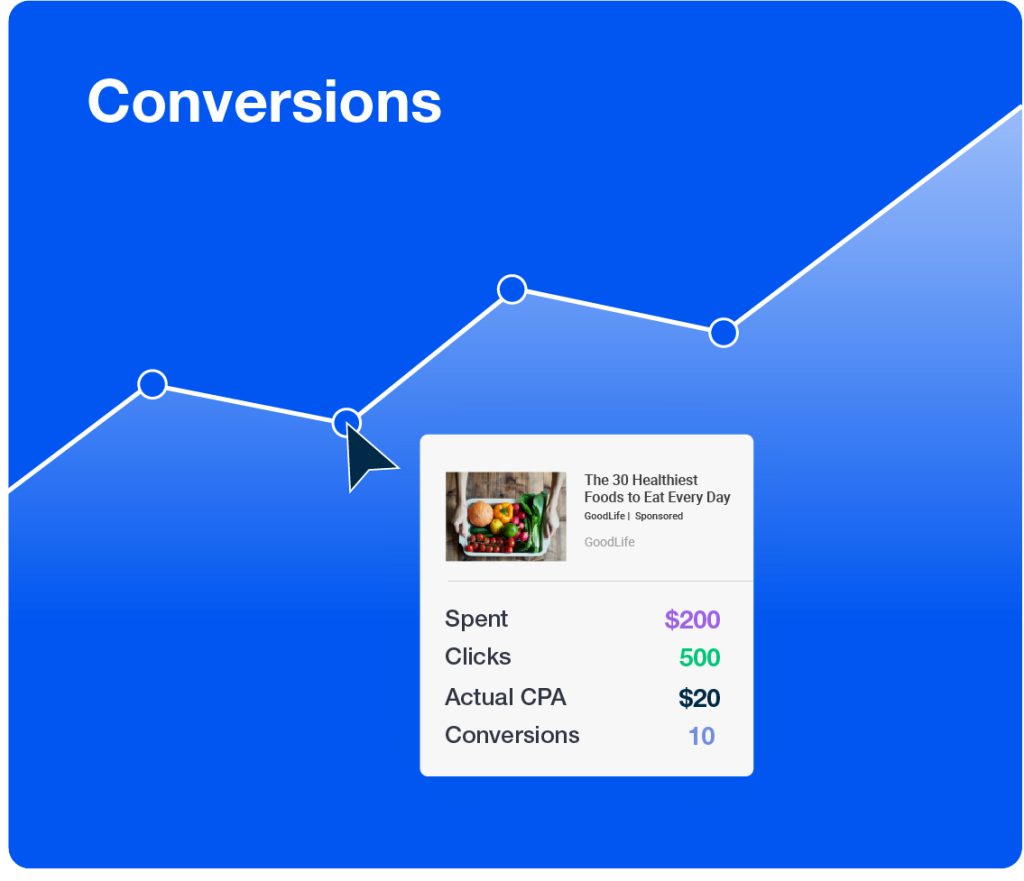 Conversions
The 30 Healthiest
Foods to Eat Every Day
GoodLife | Sponsored
GoodLife
Spent $200
Clicks 500
Actual CPA $20
Conversions 10